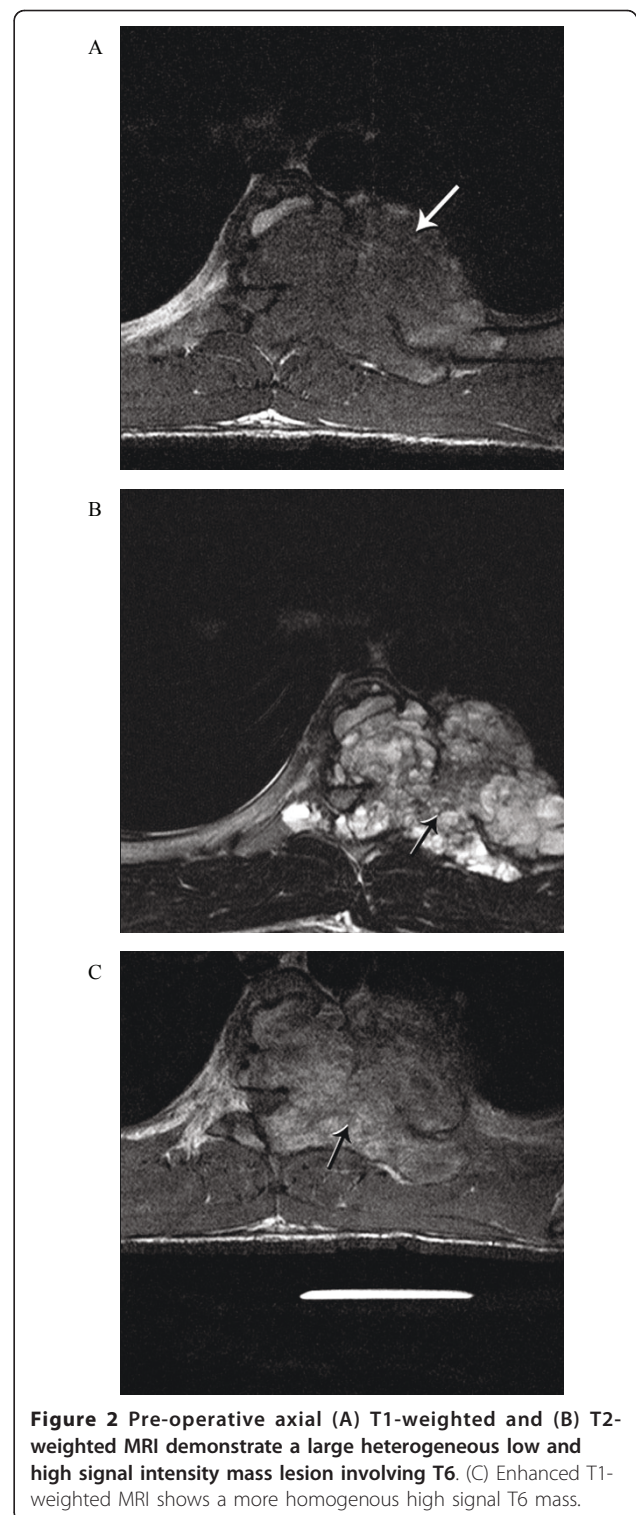 A
B
C
Figure 2 Pre-operative axial (A) T1-weighted and (B) T2-
weighted MRI demonstrate a large heterogeneous low and
high signal intensity mass lesion involving T6. (C) Enhanced T1-
weighted MRI shows a more homogenous high signal T6 mass.